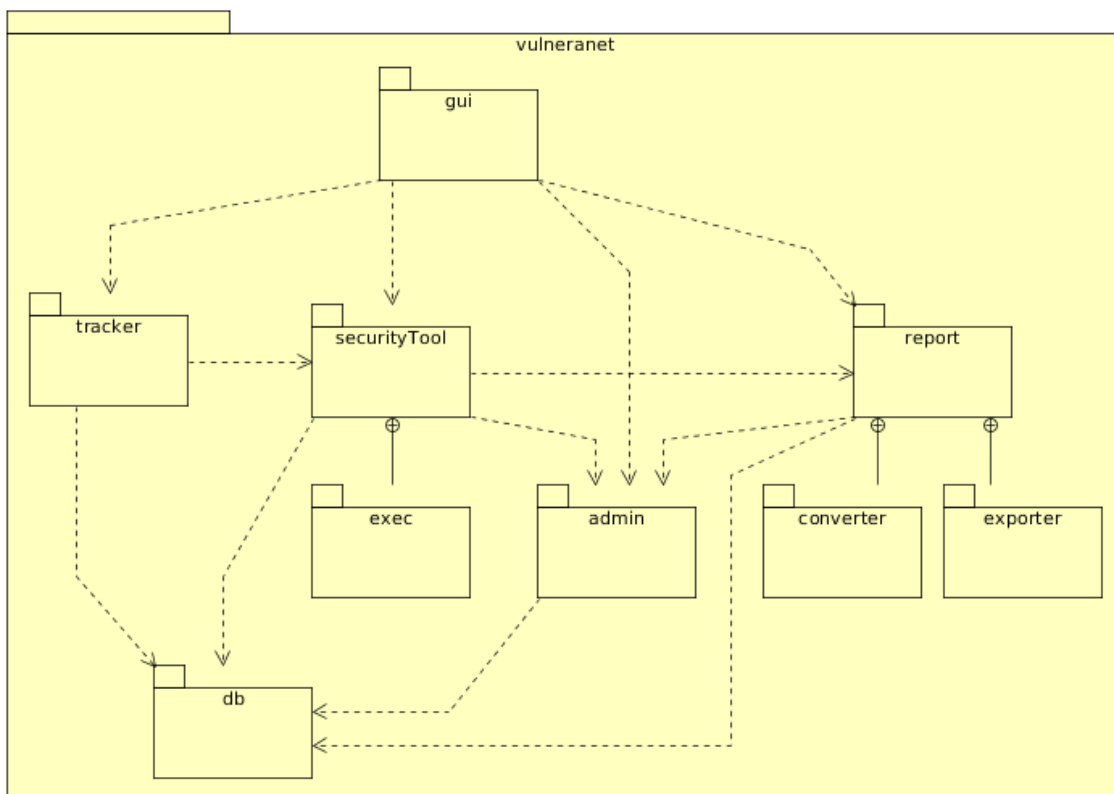 vulneranet
gui
tracker
securityTool
report
exec
admin
converter
exporter
db